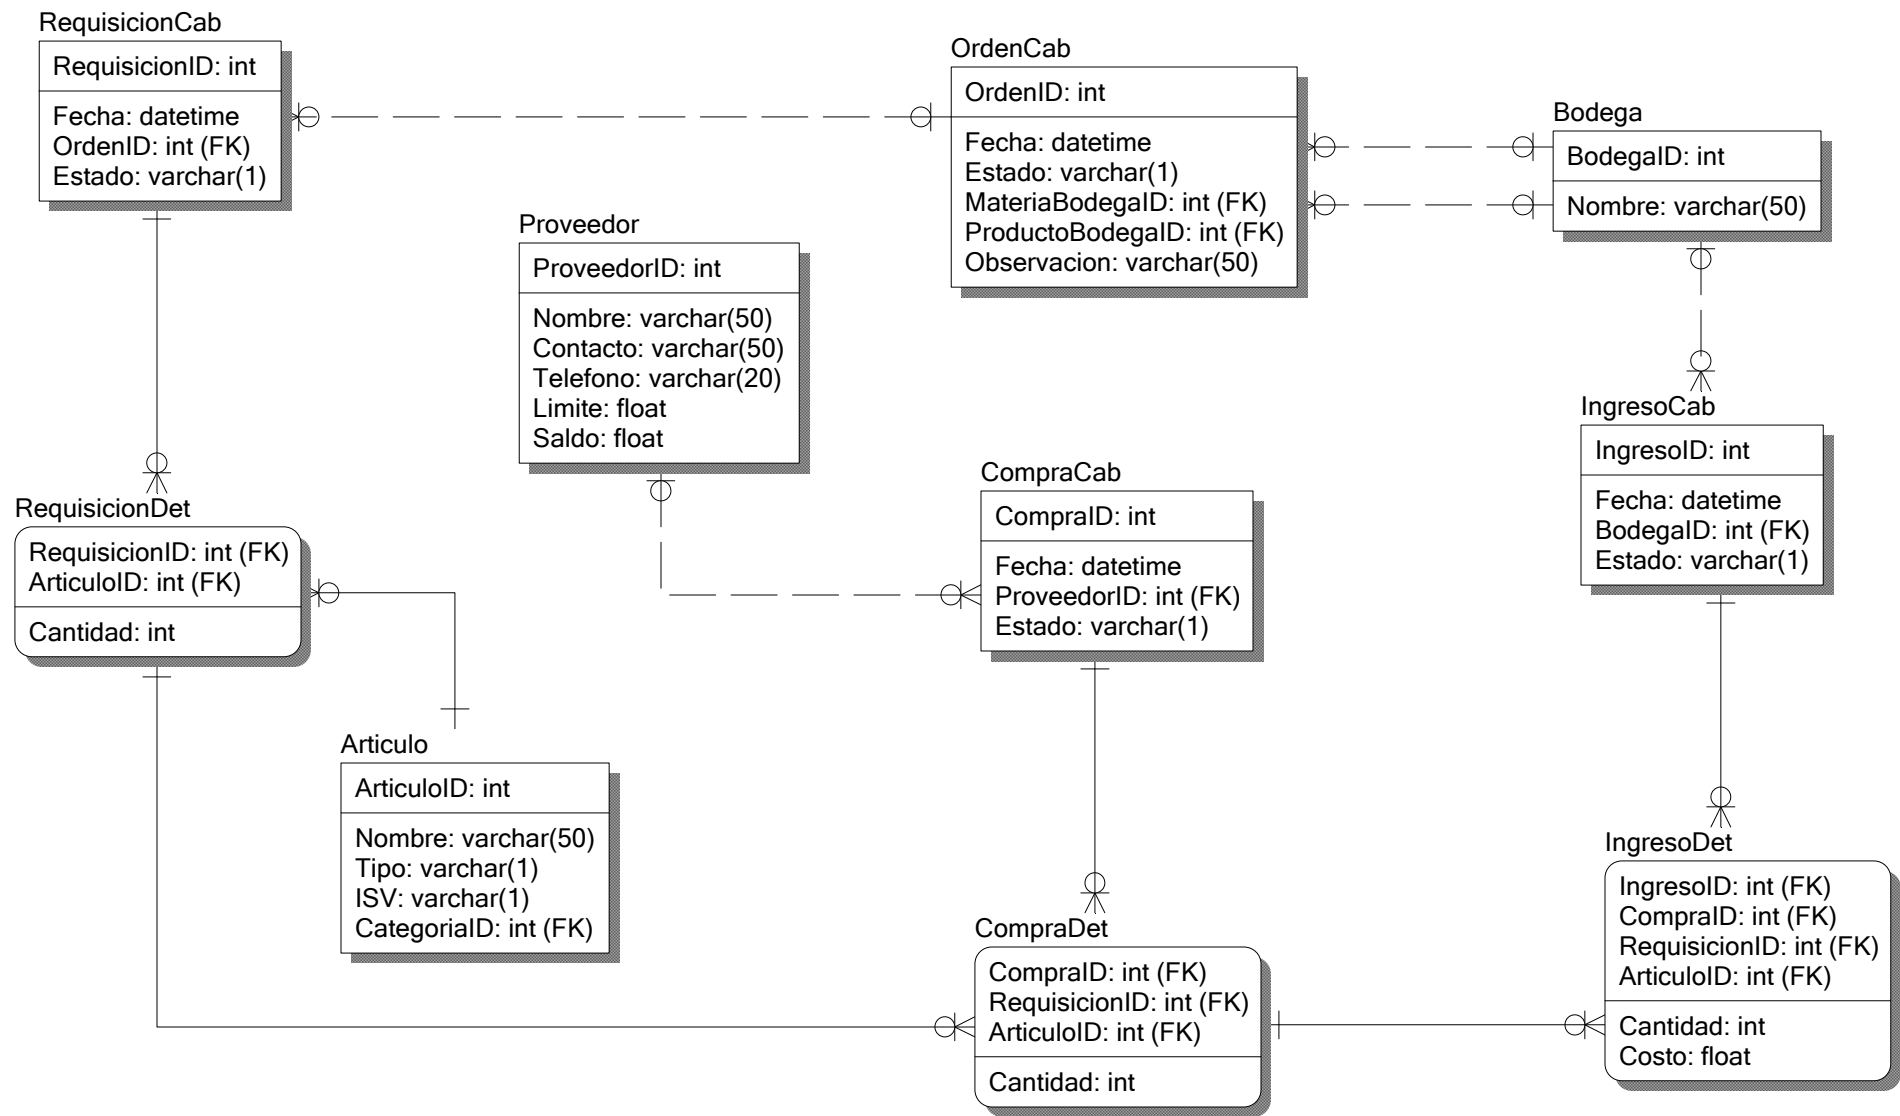 RequisicionCab
RequisicionID: int
Fecha: datetime
OrdenID: int (FK)
Estado: varchar(1)
OrdenCab
OrdenID: int
Fecha: datetime
Estado: varchar(1)
MateriaBodegaID: int (FK)
ProductoBodegaID: int (FK)
Observacion: varchar(50)
Bodega
BodegaID: int
Nombre: varchar(50)
Proveedor
ProveedorID: int
Nombre: varchar(50)
Contacto: varchar(50)
Telefono: varchar(20)
Limite: float
Saldo: float
IngresoCab
IngresoID: int
Fecha: datetime
BodegaID: int (FK)
Estado: varchar(1)
CompraCab
CompraID: int
Fecha: datetime
ProveedorID: int (FK)
Estado: varchar(1)
RequisicionDet
RequisicionID: int (FK)
ArticuloID: int (FK)
Cantidad: int
Articulo
ArticuloID: int
Nombre: varchar(50)
Tipo: varchar(1)
ISV: varchar(1)
CategoriaID: int (FK)
CompraDet
CompraID: int (FK)
RequisicionID: int (FK)
ArticuloID: int (FK)
Cantidad: int
IngresoDet
IngresoID: int (FK)
CompraID: int (FK)
RequisicionID: int (FK)
ArticuloID: int (FK)
Cantidad: int
Costo: float